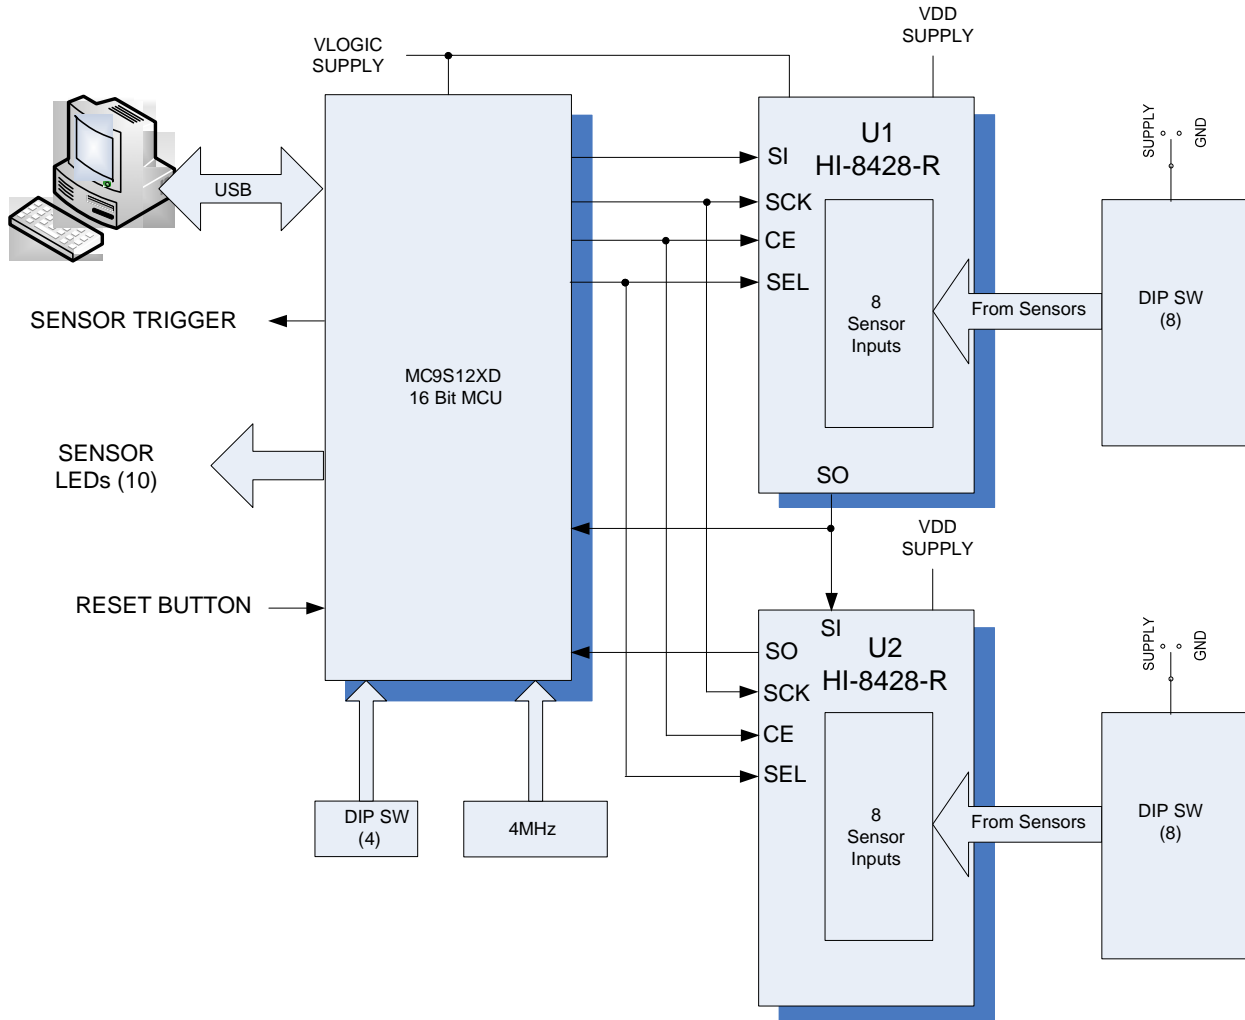 VLOGIC
SUPPLY
VDD
SUPPLY
USB
SENSOR TRIGGER
SENSOR
LEDs (10)
RESET BUTTON
MC9S12XD
16 Bit MCU
DIP SW
(4)
4MHz
U1
HI-8428-R
SI
SCK
CE
SEL
8
Sensor
Inputs
SO
From Sensors
SUPPLY
GND
DIP SW
(8)
VDD
SUPPLY
SI
U2
HI-8428-R
SO
SCK
CE
SEL
8
Sensor
Inputs
From Sensors
SUPPLY
GND
DIP SW
(8)